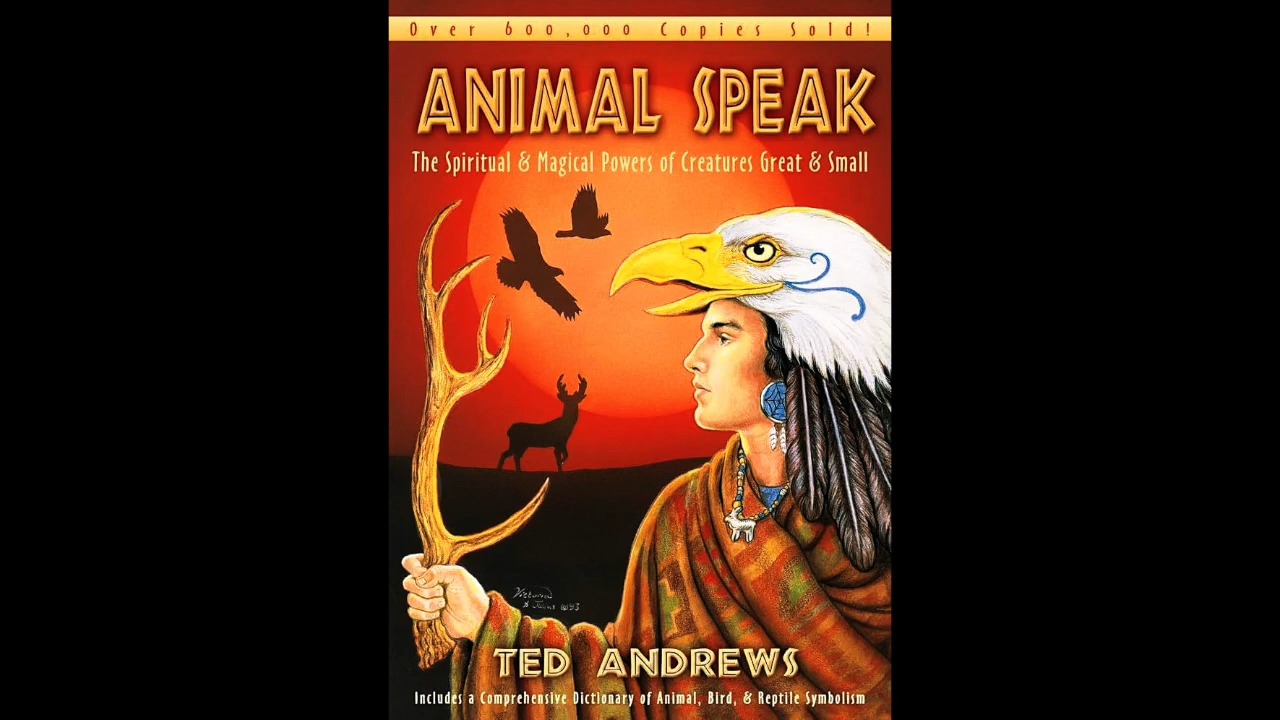 Over 600,000 Copies Sold!
ANIMAL SPEAK
The Spiritual & Magical Powers of Creatures Great & Small
TED ANDREWS
Includes a Comprehensive Dictionary of Animal, Bird, & Reptile Symbolism